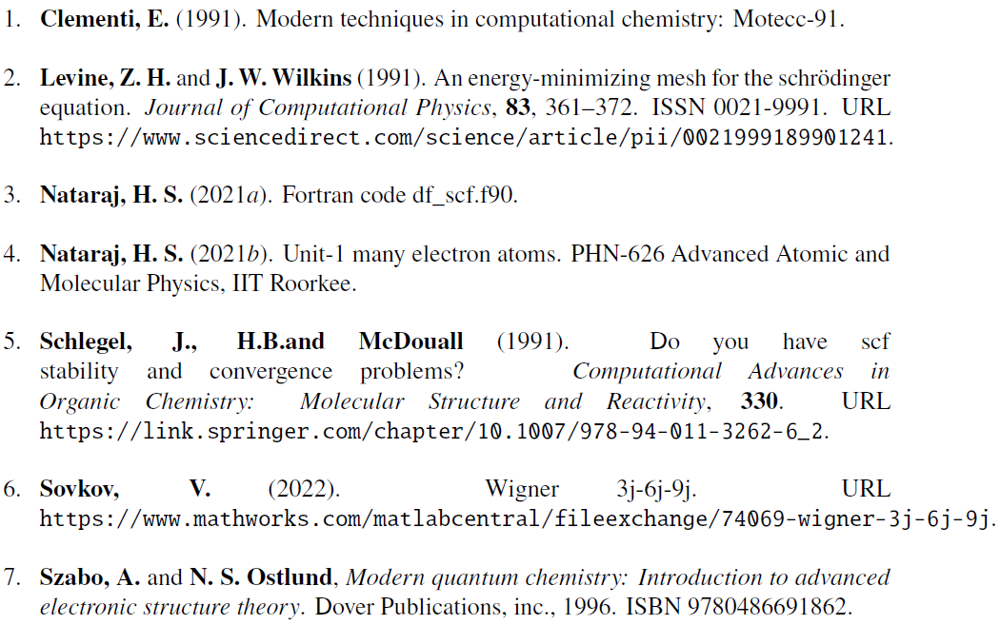 1. Clementi, E. (1991). Modern techniques in computational chemistry: Motecc-91.
2. Levine, Z. H. and J. W. Wilkins (1991). An energy-minimizing mesh for the schrödinger
equation. Journal of Computational Physics, 83, 361–372. ISSN 0021-9991. URL
https://www.sciencedirect.com/science/article/pii/0021999189901241.
3. Nataraj, H. S. (2021a). Fortran code df_scf.f90.
4. Nataraj, H. S. (2021b). Unit-1 many electron atoms. PHN-626 Advanced Atomic and
Molecular Physics, IIT Roorkee.
5. Schlegel, J., H.B.and McDouall (1991). Do you have scf
stability and convergence problems? Computational Advances in
Organic Chemistry: Molecular Structure and Reactivity, 330. URL
https://link.springer.com/chapter/10.1007/978-94-011-3262-6_2.
6. Sovkov, V. (2022). Wigner 3j-6j-9j. URL
https://www.mathworks.com/matlabcentral/fileexchange/74069-wigner-3j-6j-9j.
7. Szabo, A. and N. S. Ostlund, Modern quantum chemistry: Introduction to advanced
electronic structure theory. Dover Publications, inc., 1996. ISBN 9780486691862.